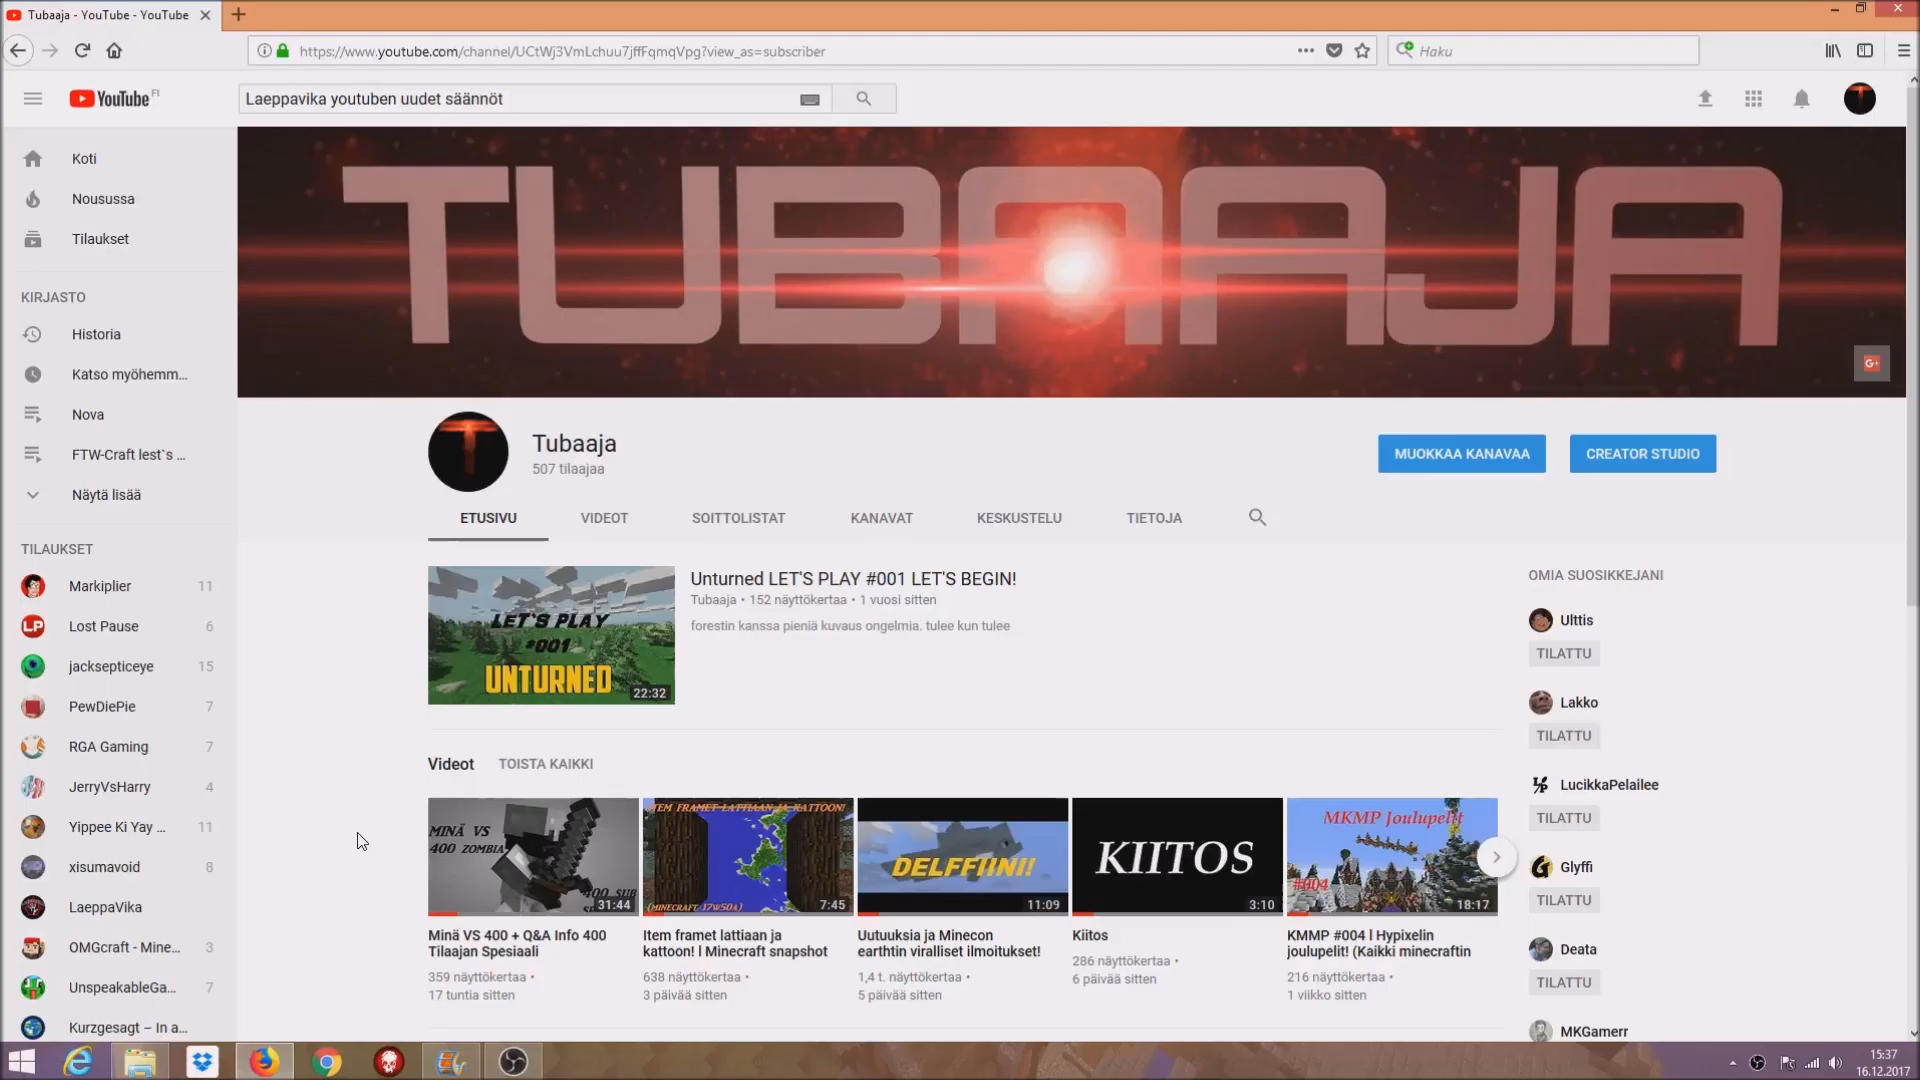 Tubaaja - YouTube - YouTube
https://www.youtube.com/channel/UCtWj3VmLchuu7jffFqmqVpg?view_as=subscriber
Haku
YouTube FI
Laeppavika youtuben uudet säännöt
Koti
Nousussa
Tilaukset
KIRJASTO
Historia
Katso myöhemm...
Nova
FTW-Craft lest`s ...
Näytä lisää
TILAUKSET
Markiplier 11
Lost Pause 6
jacksepticeye 15
PewDiePie 7
RGA Gaming 7
JerryVsHarry 4
Yippee Ki Yay ... 11
xisumavoid 8
LaeppaVika
OMGcraft - Mine... 3
UnspeakableGa... 7
Kurzgesagt – In a...
TUBAAJA
G+
Tubaaja
507 tilaajaa
MUOKKAA KANAVAA
CREATOR STUDIO
ETUSIVU
VIDEOT
SOITTOLISTAT
KANAVAT
KESKUSTELU
TIETOJA
LET'S PLAY
#001
UNTURNED
22:32
Unturned LET'S PLAY #001 LET'S BEGIN!
Tubaaja • 152 näyttökertaa • 1 vuosi sitten
forestin kanssa pieniä kuvaus ongelmia. tulee kun tulee
Videot
TOISTA KAIKKI
MINÄ VS
400 ZOMBIA
400 SUB
31:44
Minä VS 400 + Q&A Info 400
Tilaajan Spesiaali
359 näyttökertaa •
17 tuntia sitten
ITEM FRAMET LATTIAAN JA KATTOON!
(MINECRAFT 17W50A)
7:45
Item framet lattiaan ja
kattoon! l Minecraft snapshot
638 näyttökertaa •
3 päivää sitten
DELFFIINI!
11:09
Uutuuksia ja Minecon
earthtin viralliset ilmoitukset!
1,4 t. näyttökertaa •
5 päivää sitten
KIITOS
3:10
Kiitos
286 näyttökertaa •
6 päivää sitten
MKMP Joulupelit
#004
18:17
KMMP #004 l Hypixelin
joulupelit! (Kaikki minecraftin
216 näyttökertaa •
1 viikko sitten
OMIA SUOSIKKEJANI
Ulttis
TILATTU
Lakko
TILATTU
LucikkaPelailee
TILATTU
Glyffi
TILATTU
Deata
TILATTU
MKGamerr
15:37
16.12.2017